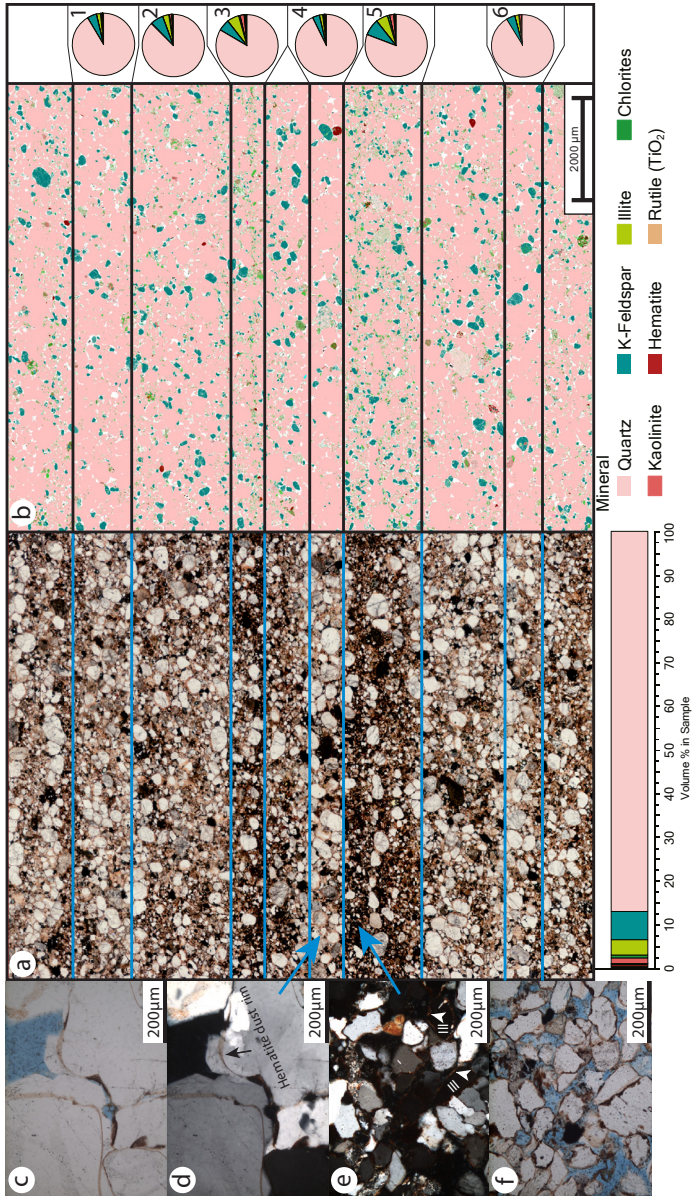 c
200µm
d
Hematite dust rim
200µm
e
III
III
200µm
f
200µm
a
b
1
2
3
4
5
6
2000 µm
0 10 20 30 40 50 60 70 80 90 100
Volume % in Sample
Mineral
Quartz K-Feldspar Illite Chlorites
Kaolinite Hematite Rutile (TiO₂)